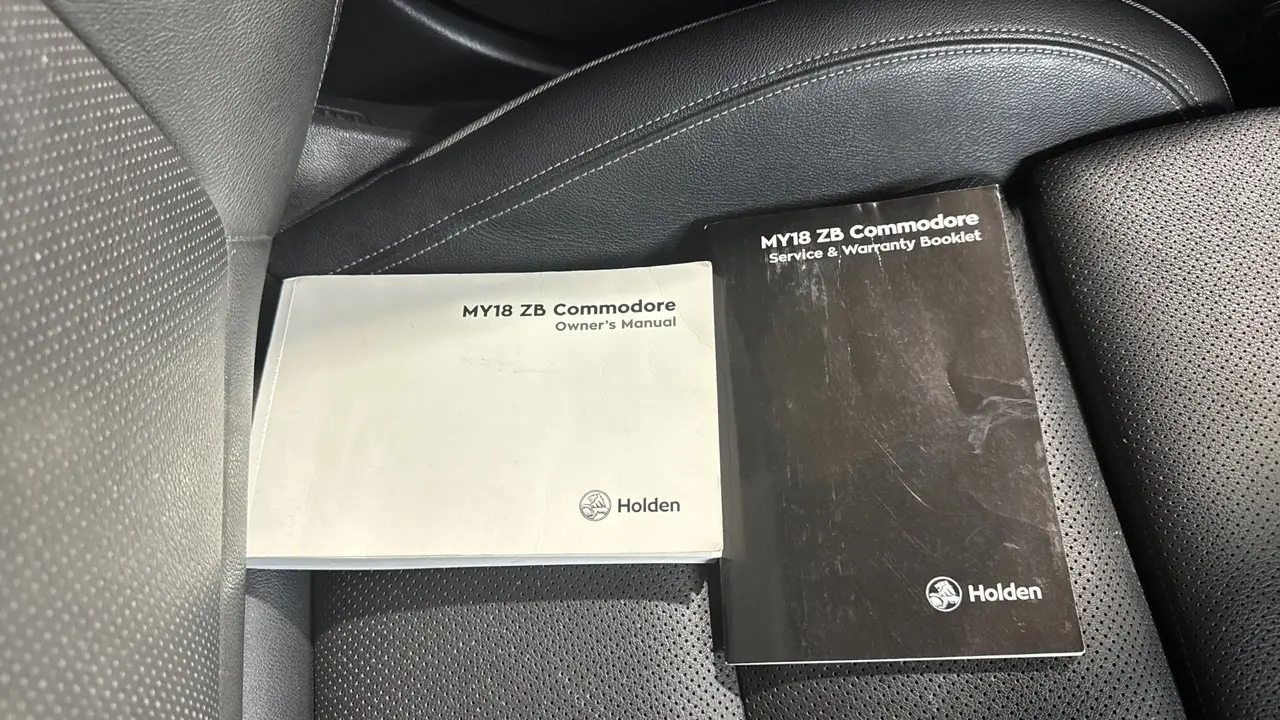 MY18 ZB Commodore
Owner's Manual
Holden
MY18 ZB Commodore
Service & Warranty Booklet
Holden